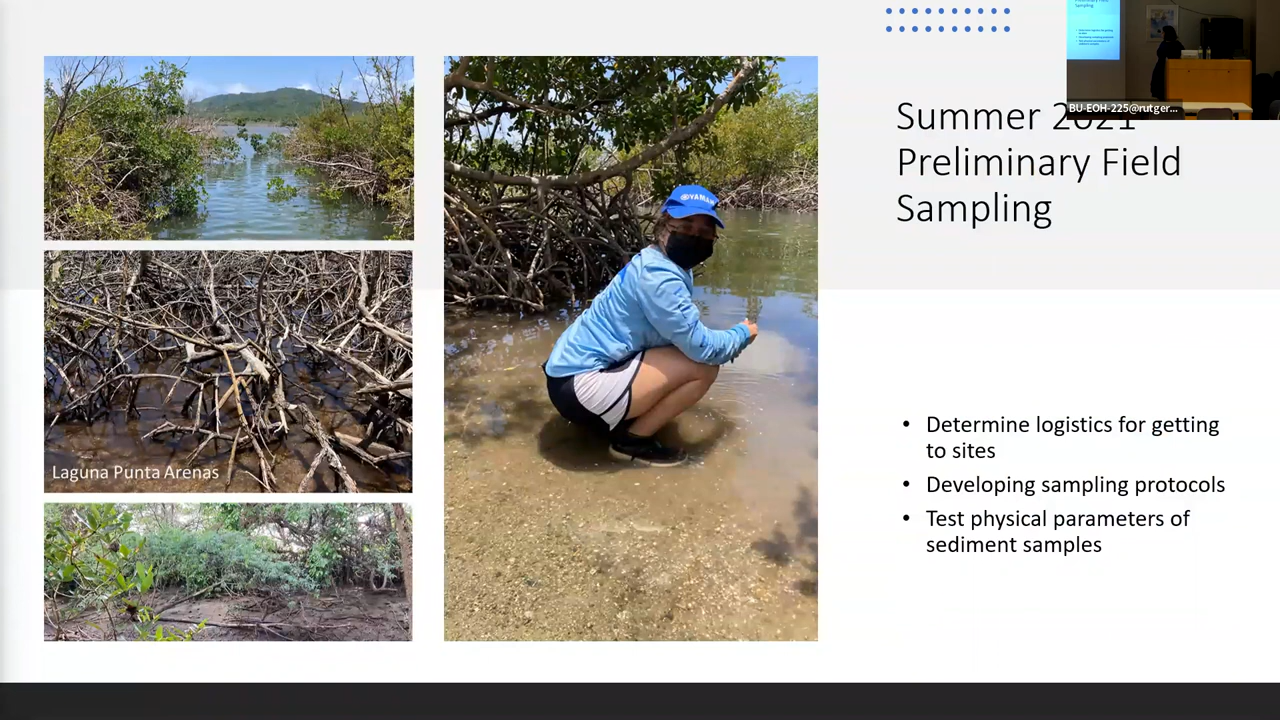 BU-EOH-225@rutger...
Summer 2021
Preliminary Field
Sampling
YAMAH
Laguna Punta Arenas
• Determine logistics for getting
to sites
• Developing sampling protocols
• Test physical parameters of
sediment samples